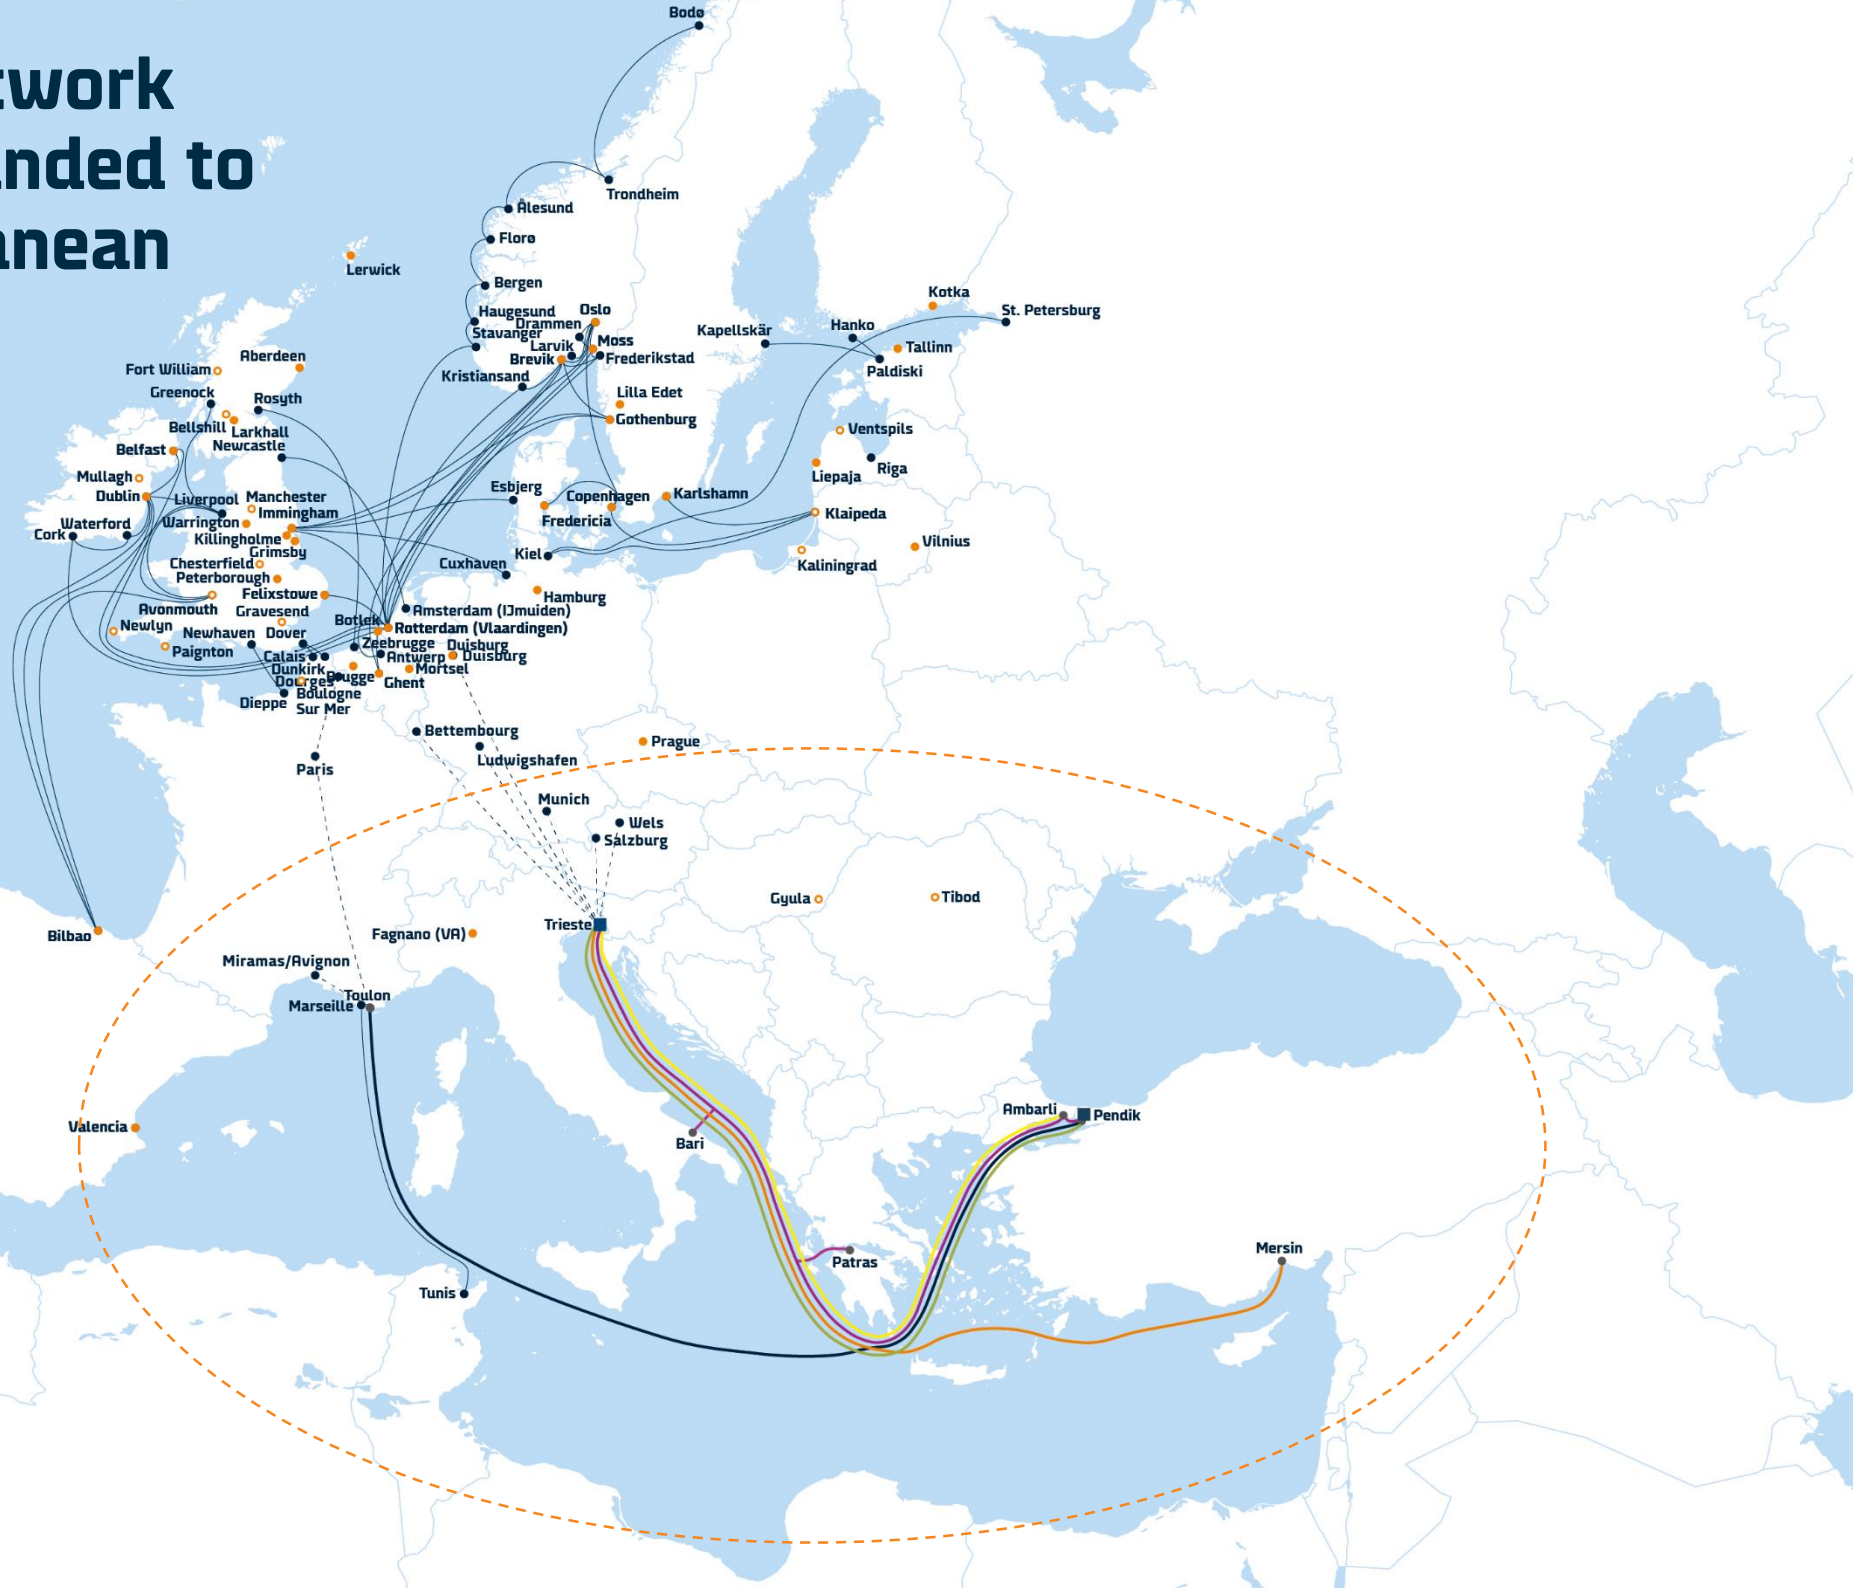 twork
nded to
anean
Bodø
Trondheim
Ålesund
Florø
Lerwick
Bergen
Haugesund
Oslo
Drammen
Stavanger
Larvik
Moss
Brevik
Frederikstad
Kristiansand
Kotka
St. Petersburg
Hanko
Kapellskär
Tallinn
Paldiski
Fort William
Aberdeen
Greenock
Rosyth
Bellshill
Larkhall
Newcastle
Belfast
Lilla Edet
Gothenburg
Ventspils
Riga
Liepaja
Mullagh
Dublin
Liverpool
Manchester
Immingham
Warrington
Waterford
Cork
Killingholme
Grimsby
Chesterfield
Peterborough
Felixstowe
Avonmouth
Gravesend
Newlyn
Newhaven
Dover
Paignton
Esbjerg
Copenhagen
Fredericia
Karlshamn
Klaipeda
Kiel
Cuxhaven
Vilnius
Kaliningrad
Hamburg
Amsterdam (IJmuiden)
Botlek
Rotterdam (Vlaardingen)
Zeebrugge
Duisburg
Calais
Antwerp
Duisburg
Dunkirk
Mortsel
Dourges
Brugge
Ghent
Dieppe
Boulogne
Sur Mer
Bettembourg
Ludwigshafen
Prague
Paris
Munich
Wels
Salzburg
Gyula
Tibod
Trieste
Fagnano (VA)
Bilbao
Miramas/Avignon
Toulon
Marseille
Valencia
Bari
Ambarli
Pendik
Patras
Mersin
Tunis